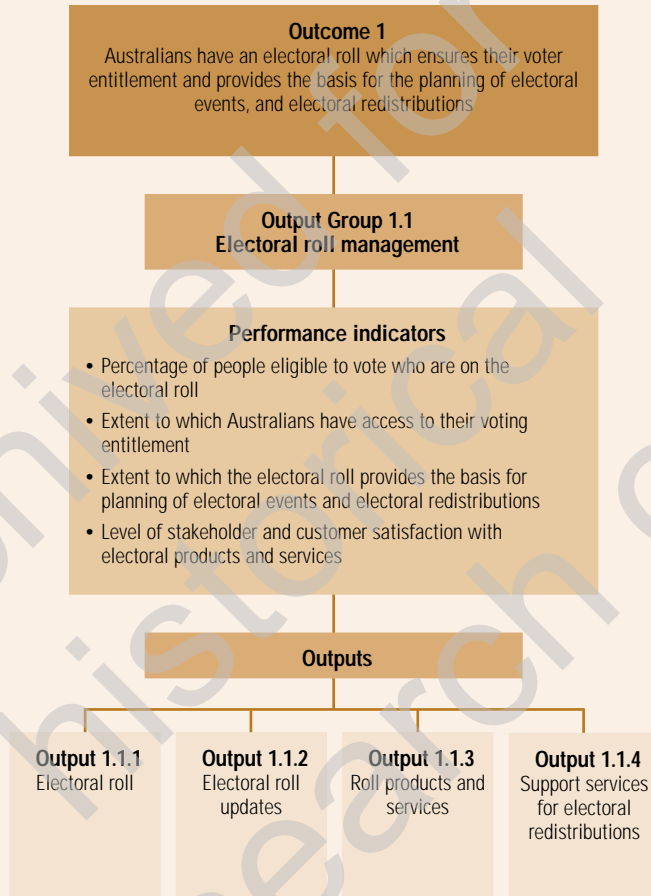 Outcome 1
Australians have an electoral roll which ensures their voter
entitlement and provides the basis for the planning of electoral
events, and electoral redistributions
Output Group 1.1
Electoral roll management
Performance indicators
• Percentage of people eligible to vote who are on the
electoral roll
• Extent to which Australians have access to their voting
entitlement
• Extent to which the electoral roll provides the basis for
planning of electoral events and electoral redistributions
• Level of stakeholder and customer satisfaction with
electoral products and services
Outputs
Output 1.1.1
Electoral roll
Output 1.1.2
Electoral roll
updates
Output 1.1.3
Roll products and
services
Output 1.1.4
Support services
for electoral
redistributions
for
historical